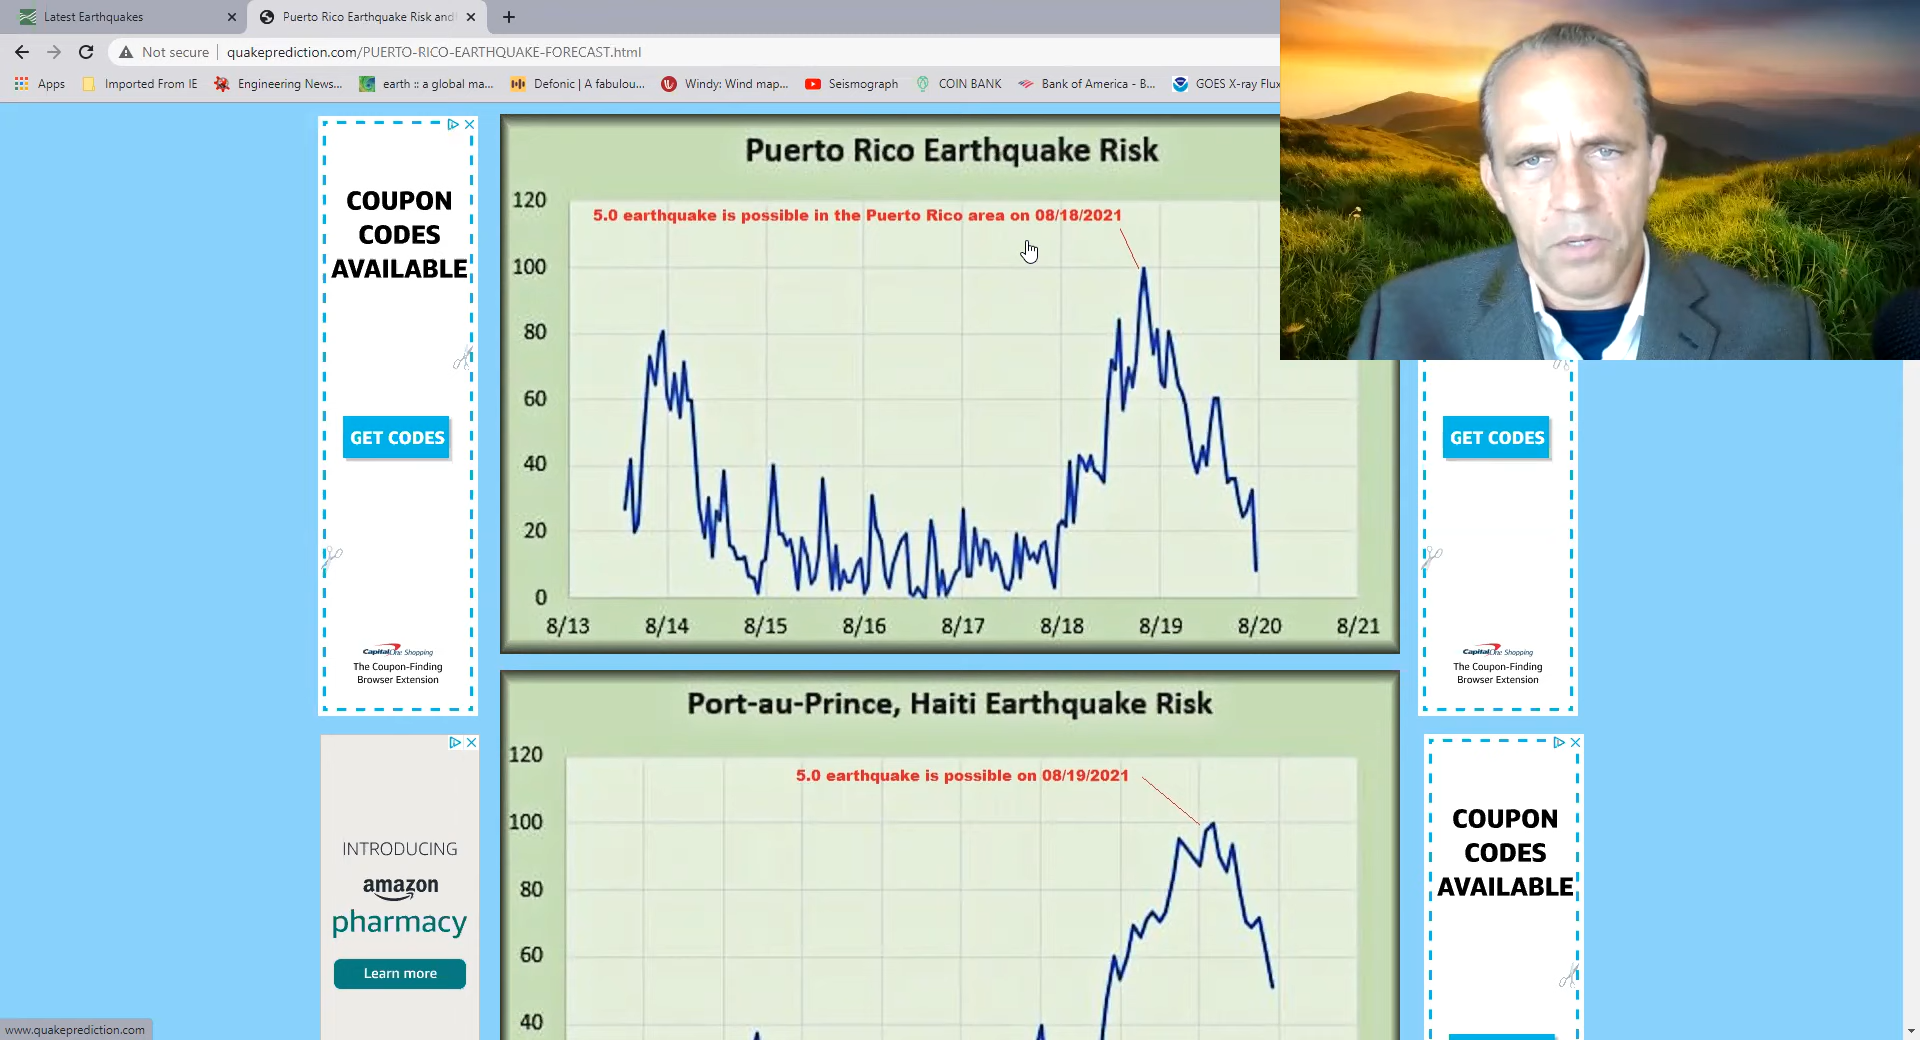 Latest Earthquakes
Puerto Rico Earthquake Risk and
Not secure
quakeprediction.com/PUERTO-RICO-EARTHQUAKE-FORECAST.html
Apps
Imported From IE
Engineering News...
earth :: a global ma...
Defonic | A fabulou...
Windy: Wind map...
Seismograph
COIN BANK
Bank of America - B...
GOES X-ray Flux
COUPON
CODES
AVAILABLE
GET CODES
CapitalOne Shopping
The Coupon-Finding
Browser Extension
INTRODUCING
amazon
pharmacy
Learn more
Puerto Rico Earthquake Risk
5.0 earthquake is possible in the Puerto Rico area on 08/18/2021
120
100
80
60
40
20
0
8/13 8/14 8/15 8/16 8/17 8/18 8/19 8/20 8/21
Port-au-Prince, Haiti Earthquake Risk
5.0 earthquake is possible on 08/19/2021
120
100
80
60
40
GET CODES
CapitalOne Shopping
The Coupon-Finding
Browser Extension
COUPON
CODES
AVAILABLE
www.quakeprediction.com